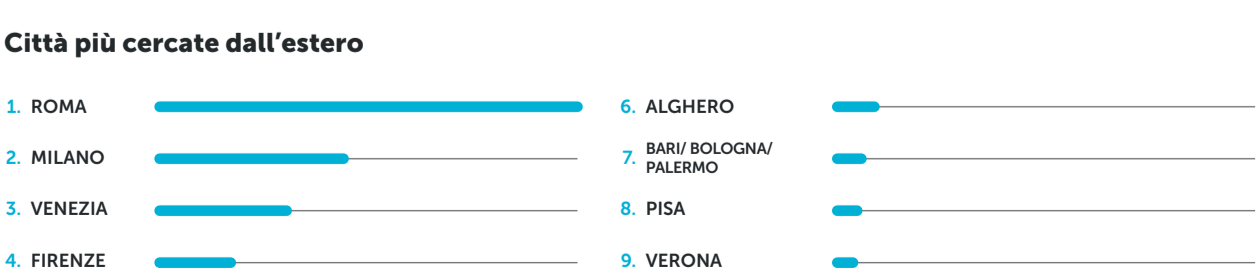 Città più cercate dall’estero
1. ROMA
2. MILANO
3. VENEZIA
4. FIRENZE
6. ALGHERO
7. BARI/ BOLOGNA/
PALERMO
8. PISA
9. VERONA